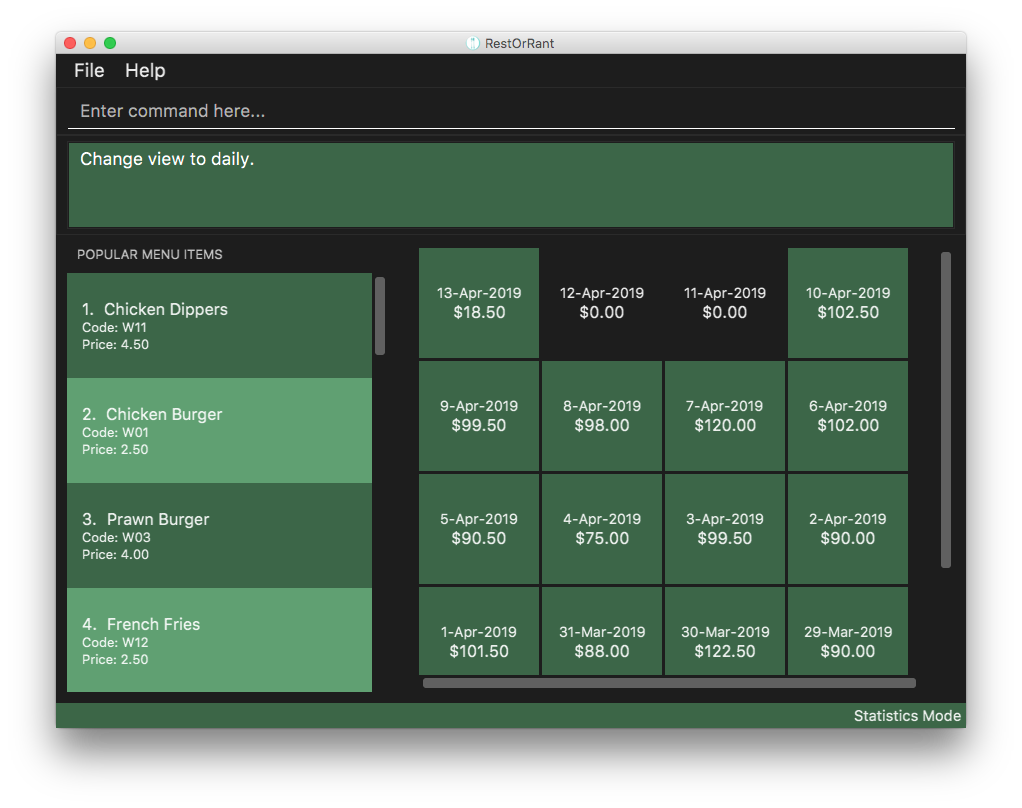 RestOrRant
File Help
Enter command here...
Change view to daily.
POPULAR MENU ITEMS
1. Chicken Dippers
Code: W11
Price: 4.50
2. Chicken Burger
Code: W01
Price: 2.50
3. Prawn Burger
Code: W03
Price: 4.00
4. French Fries
Code: W12
Price: 2.50
13-Apr-2019 12-Apr-2019 11-Apr-2019 10-Apr-2019
$18.50 $0.00 $0.00 $102.50
9-Apr-2019 8-Apr-2019 7-Apr-2019 6-Apr-2019
$99.50 $98.00 $120.00 $102.00
5-Apr-2019 4-Apr-2019 3-Apr-2019 2-Apr-2019
$90.50 $75.00 $99.50 $90.00
1-Apr-2019 31-Mar-2019 30-Mar-2019 29-Mar-2019
$101.50 $88.00 $122.50 $90.00
Statistics Mode